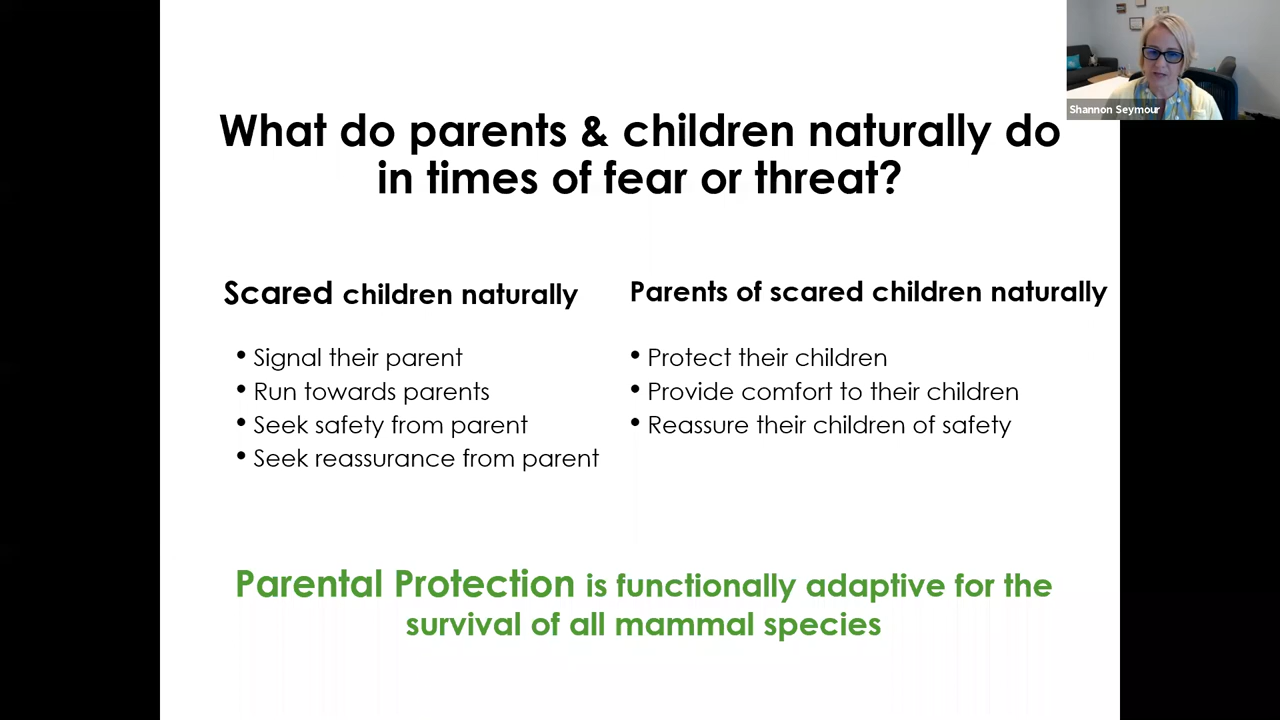 Shannon Seymour
What do parents & children naturally do
in times of fear or threat?
Scared children naturally
• Signal their parent
• Run towards parents
• Seek safety from parent
• Seek reassurance from parent
Parents of scared children naturally
• Protect their children
• Provide comfort to their children
• Reassure their children of safety
Parental Protection is functionally adaptive for the
survival of all mammal species